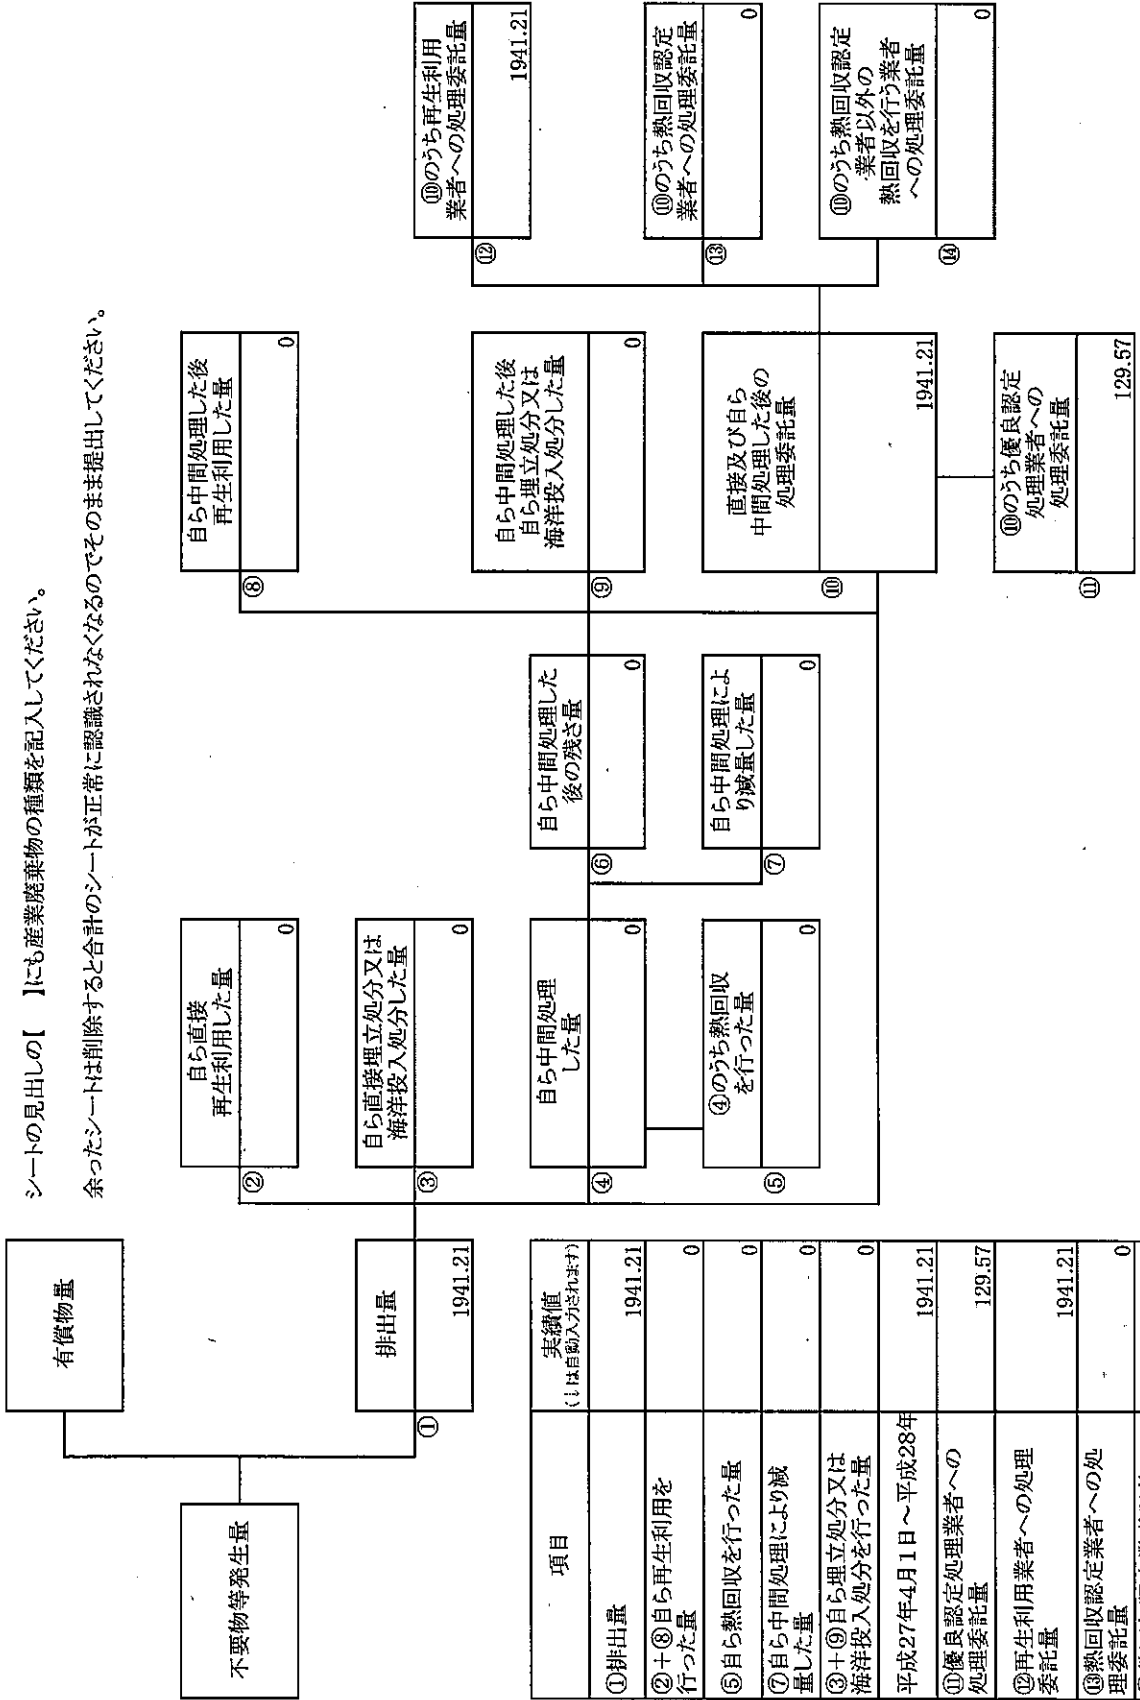 シートの見出しの【　】にも産業廃棄物の種類を記入してください。
余ったシートは削除すると合計のシートが正常に認識されなくなるのでそのまま提出してください。
有償物量
不要物等発生量
①
排出量
1941.21
②
自ら直接
再生利用した量
0
③
自ら直接埋立処分又は
海洋投入処分した量
0
④
自ら中間処理
した量
0
⑤
④のうち熱回収
を行った量
0
⑥
自ら中間処理した
後の残さ量
0
⑦
自ら中間処理によ
り減量した量
0
⑧
自ら中間処理した後
再生利用した量
0
⑨
自ら中間処理した後
自ら埋立処分又は
海洋投入処分した量
0
⑩
直接及び自ら
中間処理した後の
処理委託量
1941.21
⑪
⑩のうち優良認定
処理業者への
処理委託量
129.57
⑫
⑩のうち再生利用
業者への処理委託量
1941.21
⑬
⑩のうち熱回収認定
業者への処理委託量
0
⑭
⑩のうち熱回収認定
業者以外の
熱回収を行う業者
への処理委託量
0
項目
実績値
(は自動入力されます)
①排出量
1941.21
②＋⑧自ら再生利用を
行った量
0
⑤自ら熱回収を行った量
0
⑦自ら中間処理により減
量した量
0
③＋⑨自ら埋立処分又は
海洋投入処分を行った量
0
平成27年4月1日～平成28年
1941.21
⑪優良認定処理業者への
処理委託量
129.57
⑫再生利用業者への処理
委託量
1941.21
⑬熱回収認定業者への処
理委託量
0